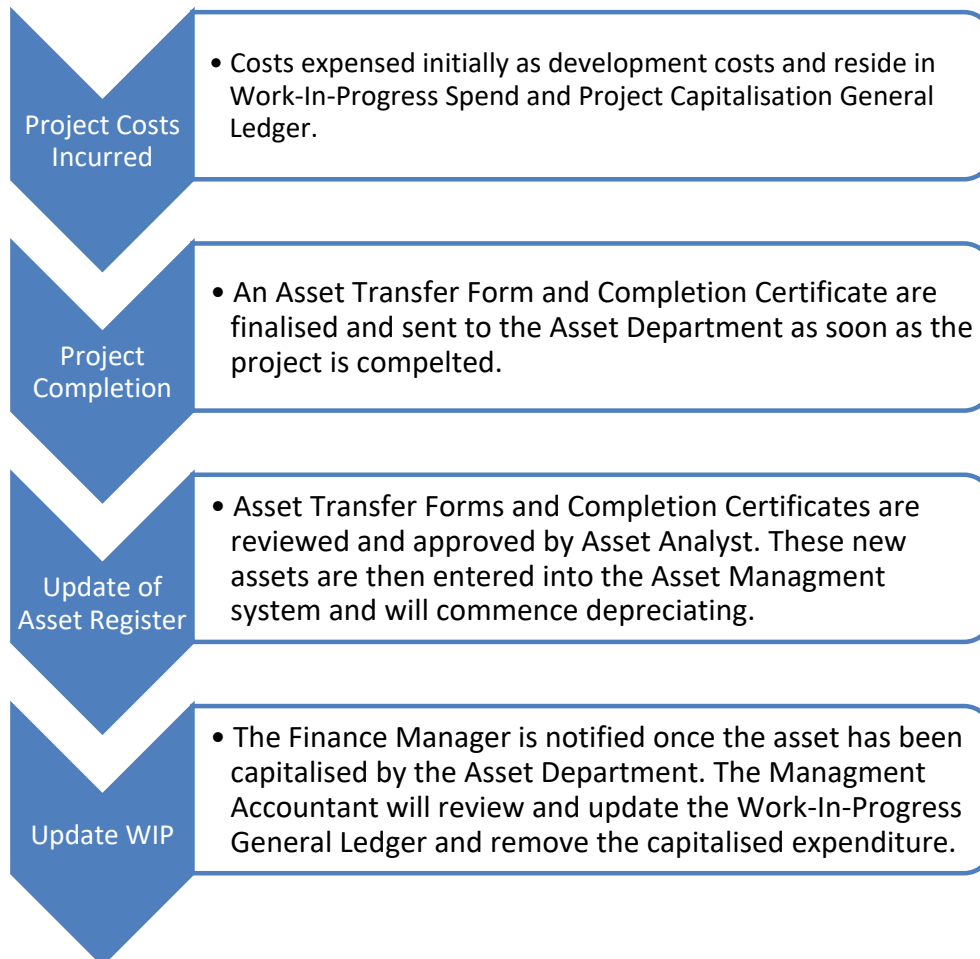 Project Costs
Incurred
• Costs expensed initially as development costs and reside in
Work-In-Progress Spend and Project Capitalisation General
Ledger.
Project
Completion
• An Asset Transfer Form and Completion Certificate are
finalised and sent to the Asset Department as soon as the
project is compelted.
Update of
Asset Register
• Asset Transfer Forms and Completion Certificates are
reviewed and approved by Asset Analyst. These new
assets are then entered into the Asset Managment
system and will commence depreciating.
Update WIP
• The Finance Manager is notified once the asset has been
capitalised by the Asset Department. The Managment
Accountant will review and update the Work-In-Progress
General Ledger and remove the capitalised expenditure.